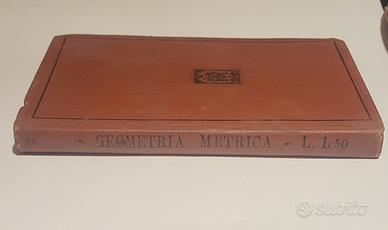 - GEOMETRIA METRICA - L. 1.50
subito